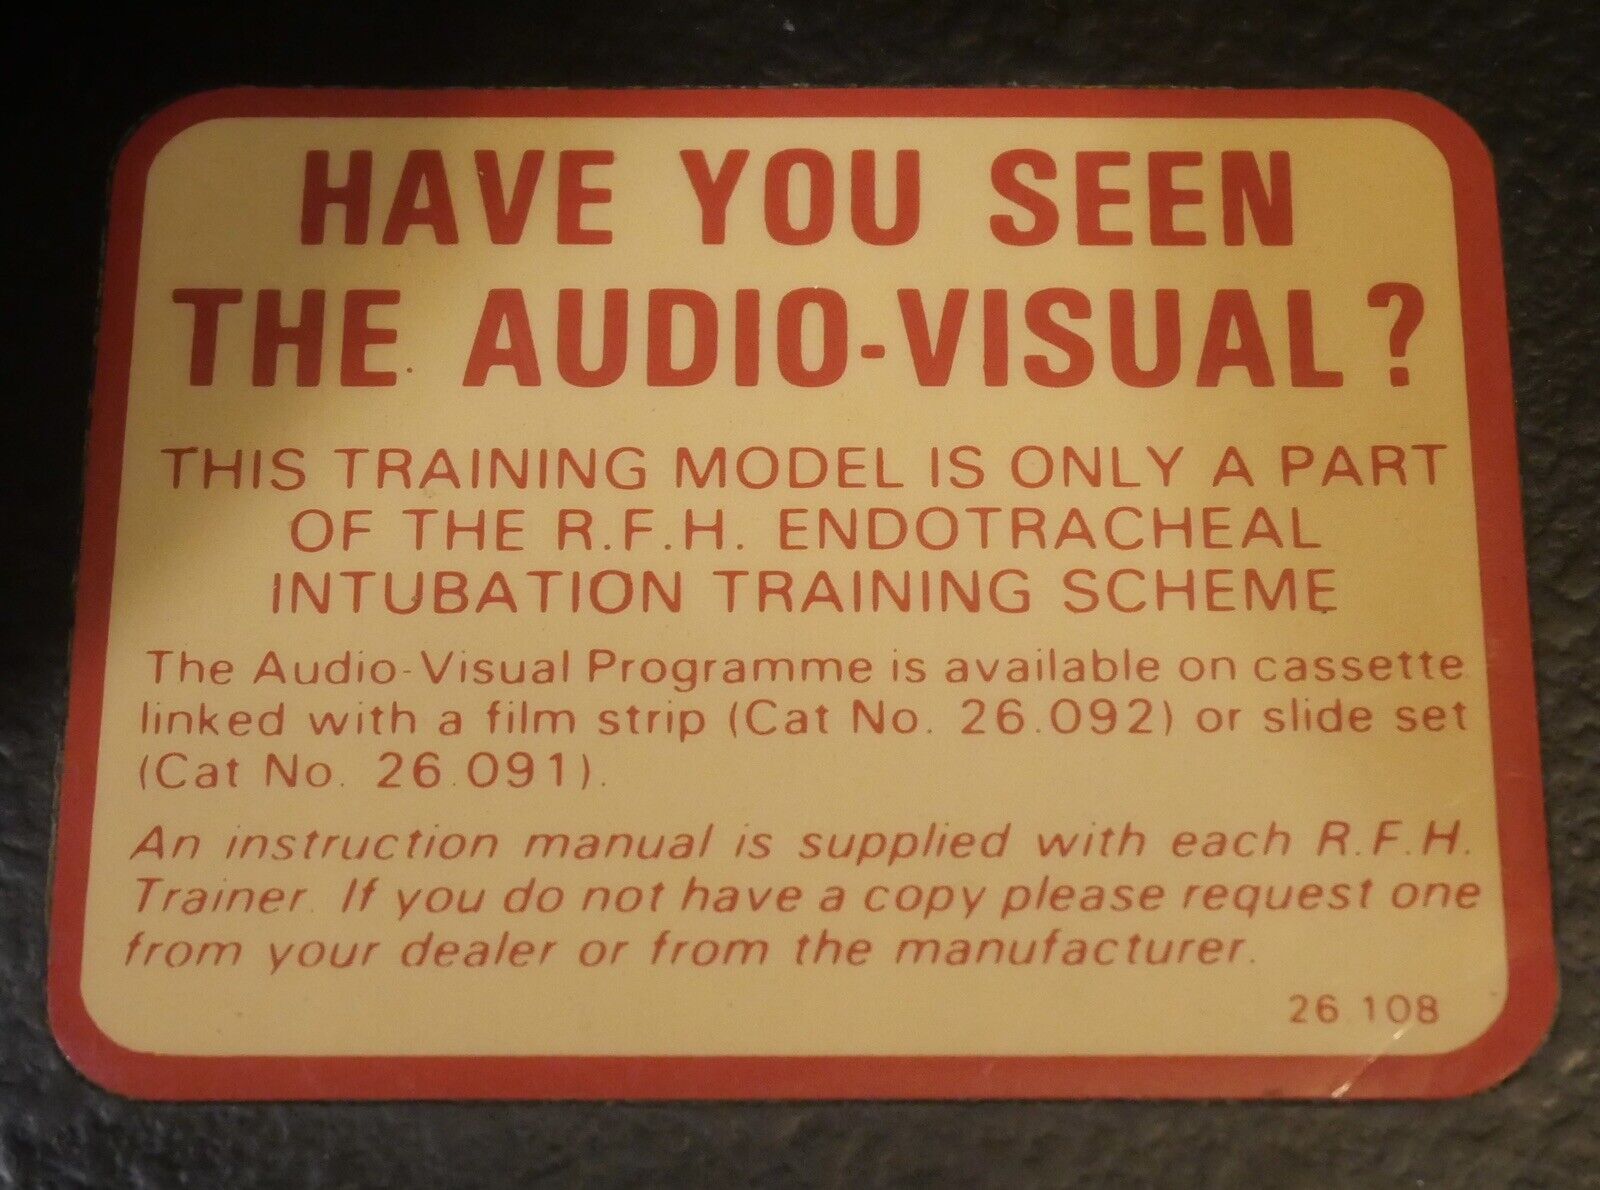 HAVE YOU SEEN
THE AUDIO-VISUAL?
THIS TRAINING MODEL IS ONLY A PART
OF THE R.F.H. ENDOTRACHEAL
INTUBATION TRAINING SCHEME
The Audio-Visual Programme is available on cassette
linked with a film strip (Cat No. 26.092) or slide set
(Cat No. 26.091).
An instruction manual is supplied with each R.F.H.
Trainer. If you do not have a copy please request one
from your dealer or from the manufacturer.
26.108